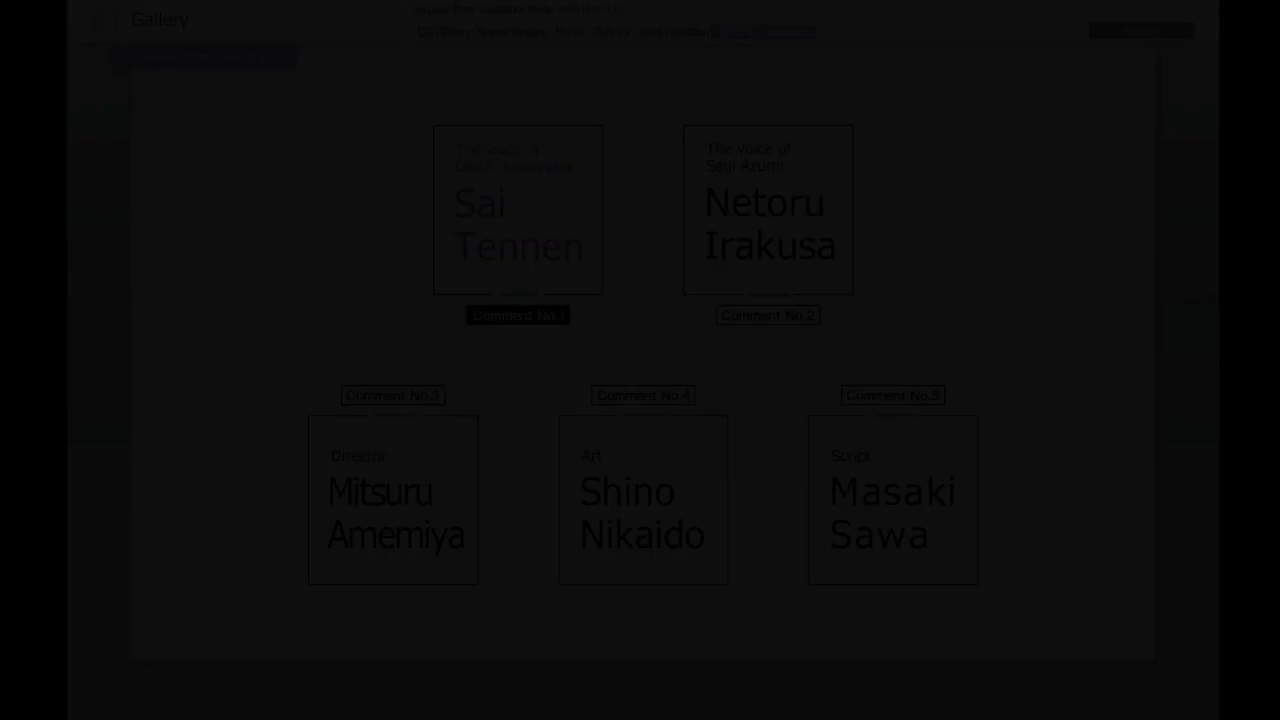 Gallery
The voice of
Sai
Tennen
The voice of
Seiji Azumi
Netoru
Irakusa
Comment No.1
Comment No.2
Comment No.3
Comment No.4
Comment No.5
Director
Mitsuru
Amemiya
Art
Shino
Nikaido
Script
Masaki
Sawa